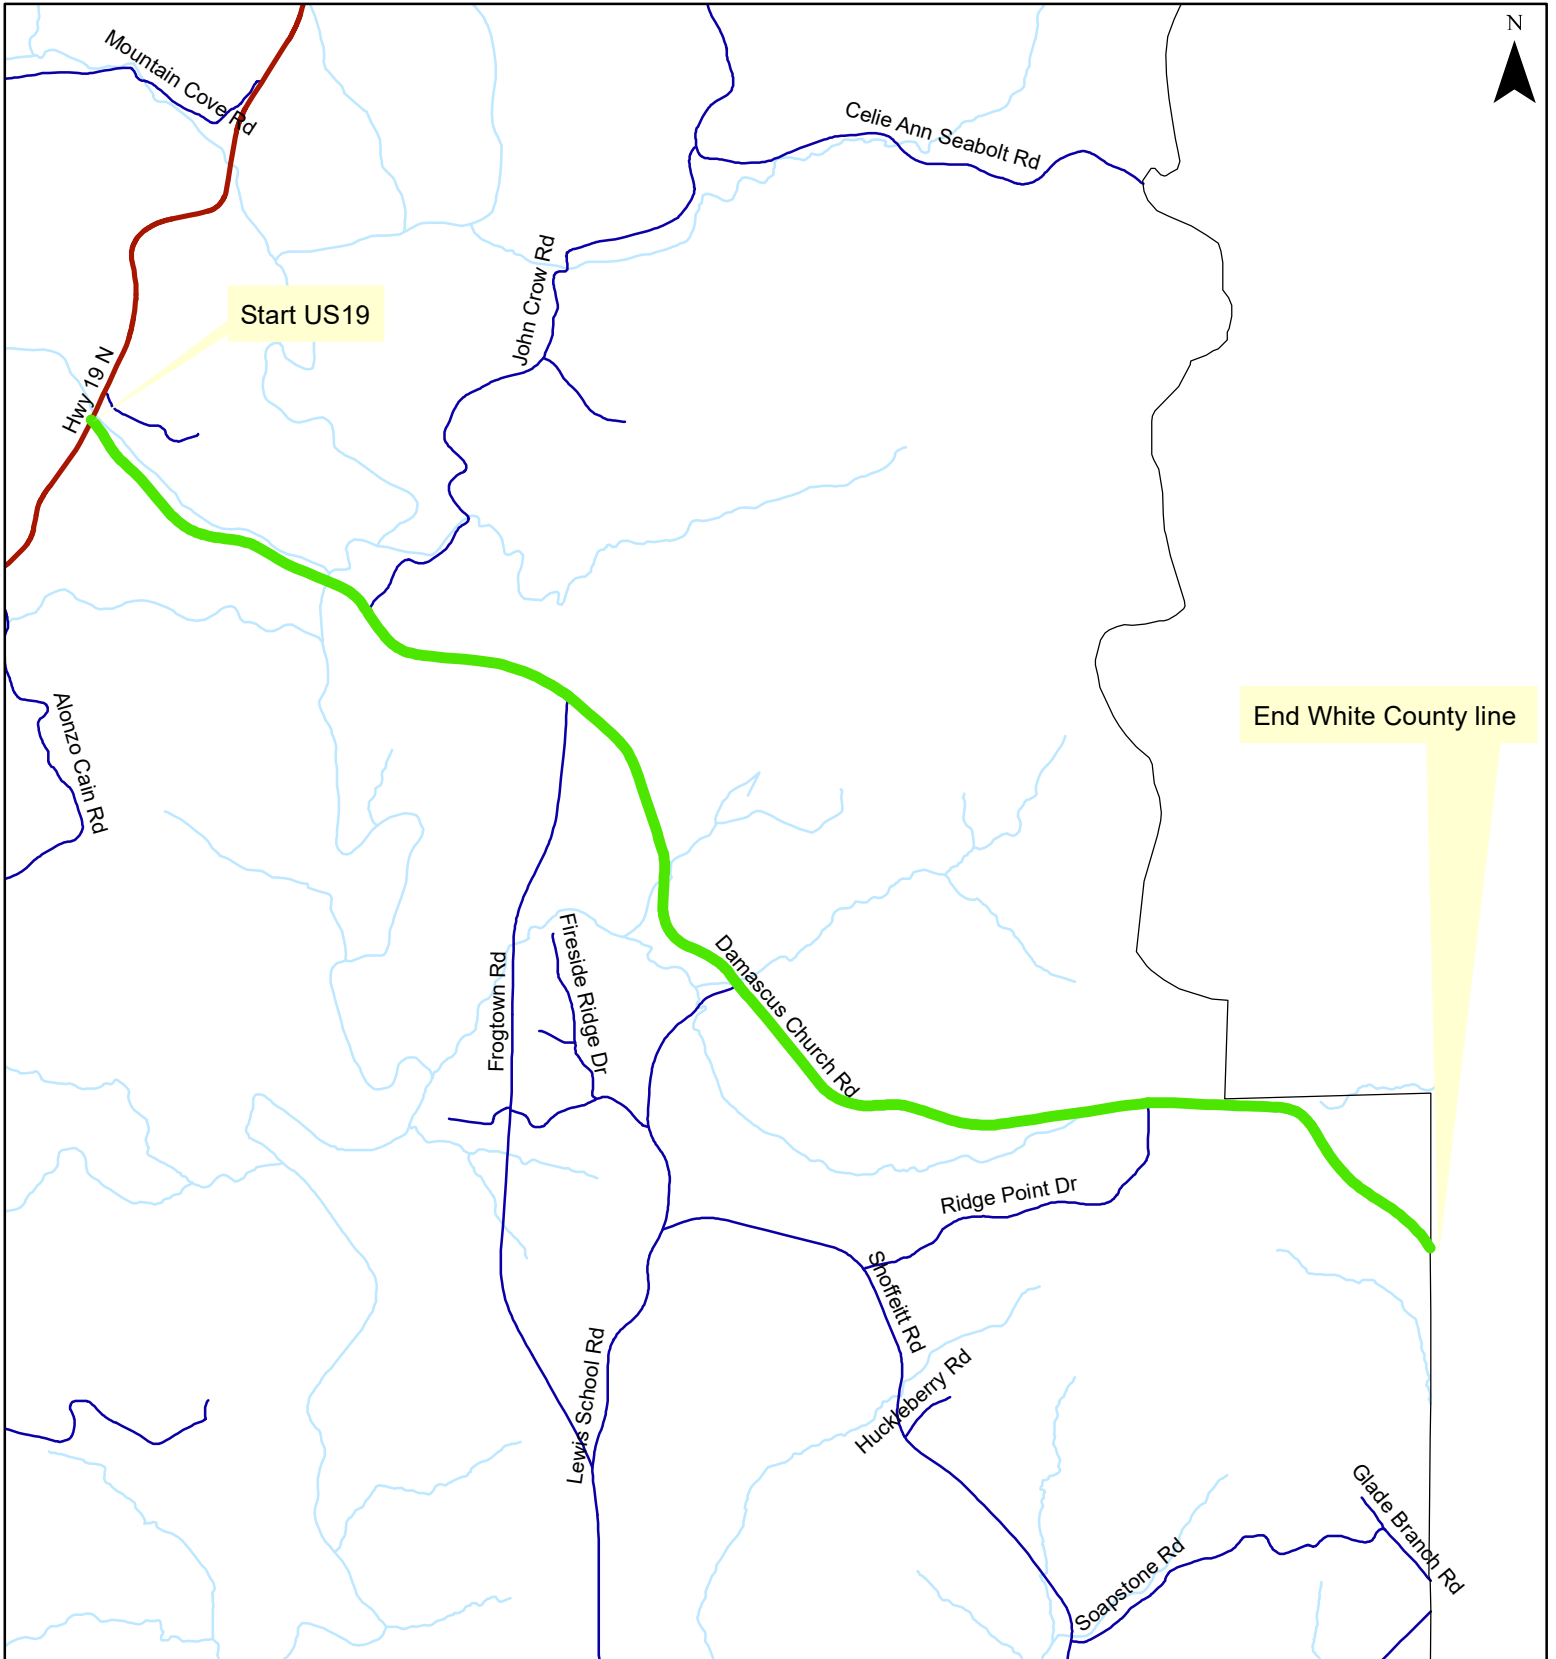 N
Mountain Cove Rd
Celie Ann Seabolt Rd
John Crow Rd
Start US19
Hwy 19 N
Alonzo Cain Rd
End White County line
Fireside Ridge Dr
Frogtown Rd
Damascus Church Rd
Ridge Point Dr
Shoffeitt Rd
Lewis School Rd
Huckleberry Rd
Glade Branch Rd
Soapstone Rd